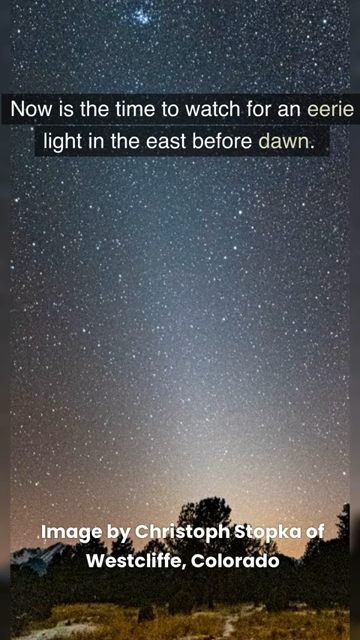 Now is the time to watch for an eerie
light in the east before dawn.
Image by Christoph Stopka of
Westcliffe, Colorado